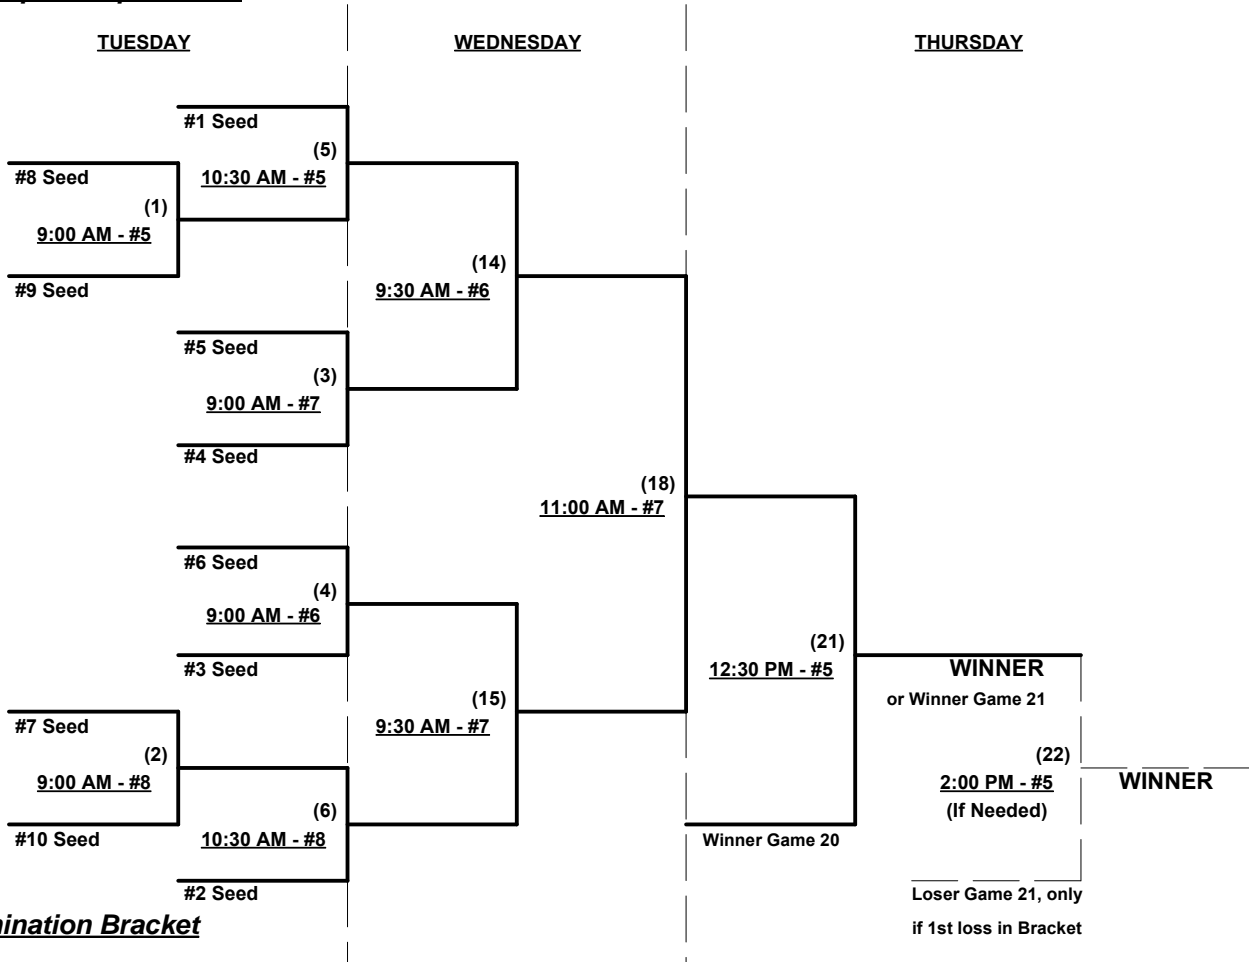 TUESDAY
WEDNESDAY
THURSDAY
#1 Seed
(5)
10:30 AM - #5
#8 Seed
(1)
9:00 AM - #5
#9 Seed
(14)
9:30 AM - #6
#5 Seed
(3)
9:00 AM - #7
#4 Seed
(18)
11:00 AM - #7
#6 Seed
(4)
9:00 AM - #6
#3 Seed
(21)
12:30 PM - #5
WINNER
or Winner Game 21
(15)
9:30 AM - #7
#7 Seed
(2)
9:00 AM - #8
#10 Seed
(6)
10:30 AM - #8
#2 Seed
(22)
2:00 PM - #5
(If Needed)
WINNER
Winner Game 20
Loser Game 21, only
if 1st loss in Bracket
Bracket